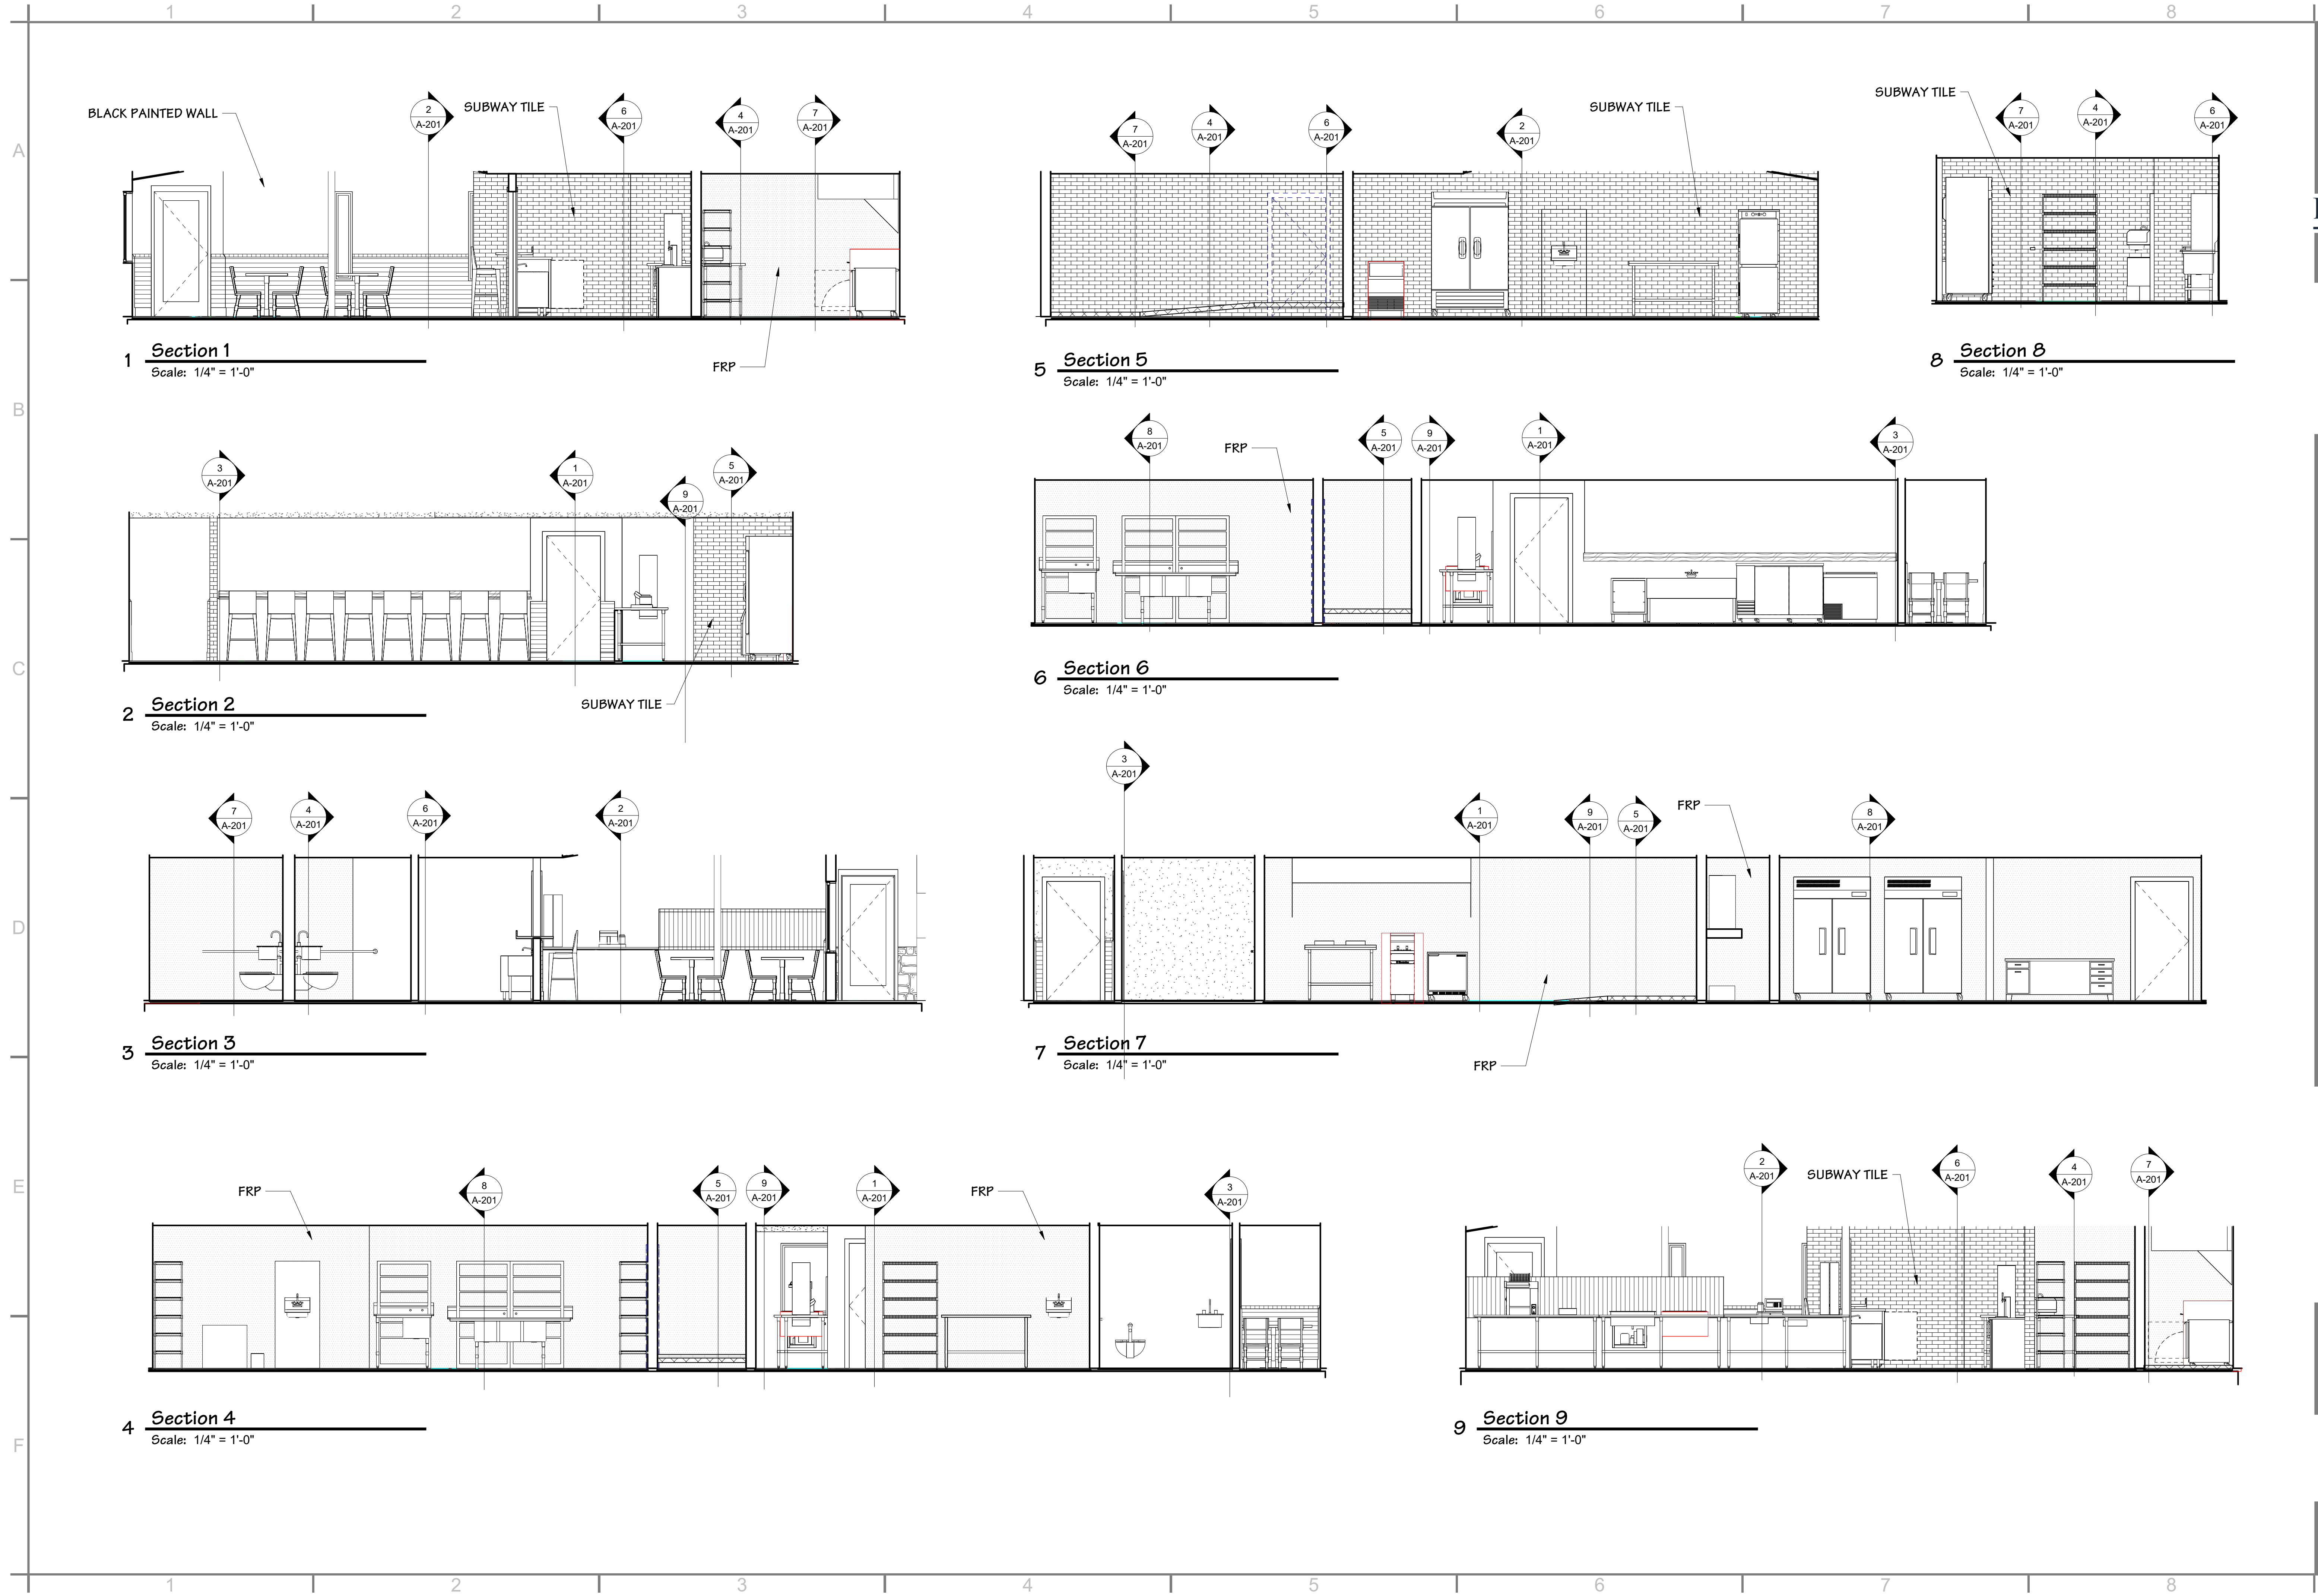 1 2 3 4 5 6 7 8
A
B
C
D
E
F
BLACK PAINTED WALL
2
A-201
SUBWAY TILE
6
A-201
4
A-201
7
A-201
FRP
1 Section 1
Scale: 1/4" = 1'-0"
7
A-201
4
A-201
6
A-201
2
A-201
SUBWAY TILE
5 Section 5
Scale: 1/4" = 1'-0"
SUBWAY TILE
7
A-201
4
A-201
6
A-201
8 Section 8
Scale: 1/4" = 1'-0"
3
A-201
1
A-201
9
A-201
5
A-201
SUBWAY TILE
2 Section 2
Scale: 1/4" = 1'-0"
8
A-201
FRP
5
A-201
9
A-201
1
A-201
3
A-201
6 Section 6
Scale: 1/4" = 1'-0"
7
A-201
4
A-201
6
A-201
2
A-201
3 Section 3
Scale: 1/4" = 1'-0"
3
A-201
1
A-201
9
A-201
5
A-201
FRP
8
A-201
FRP
7 Section 7
Scale: 1/4" = 1'-0"
FRP
8
A-201
5
A-201
9
A-201
1
A-201
FRP
3
A-201
4 Section 4
Scale: 1/4" = 1'-0"
2
A-201
SUBWAY TILE
6
A-201
4
A-201
7
A-201
9 Section 9
Scale: 1/4" = 1'-0"
1 2 3 4 5 6 7 8